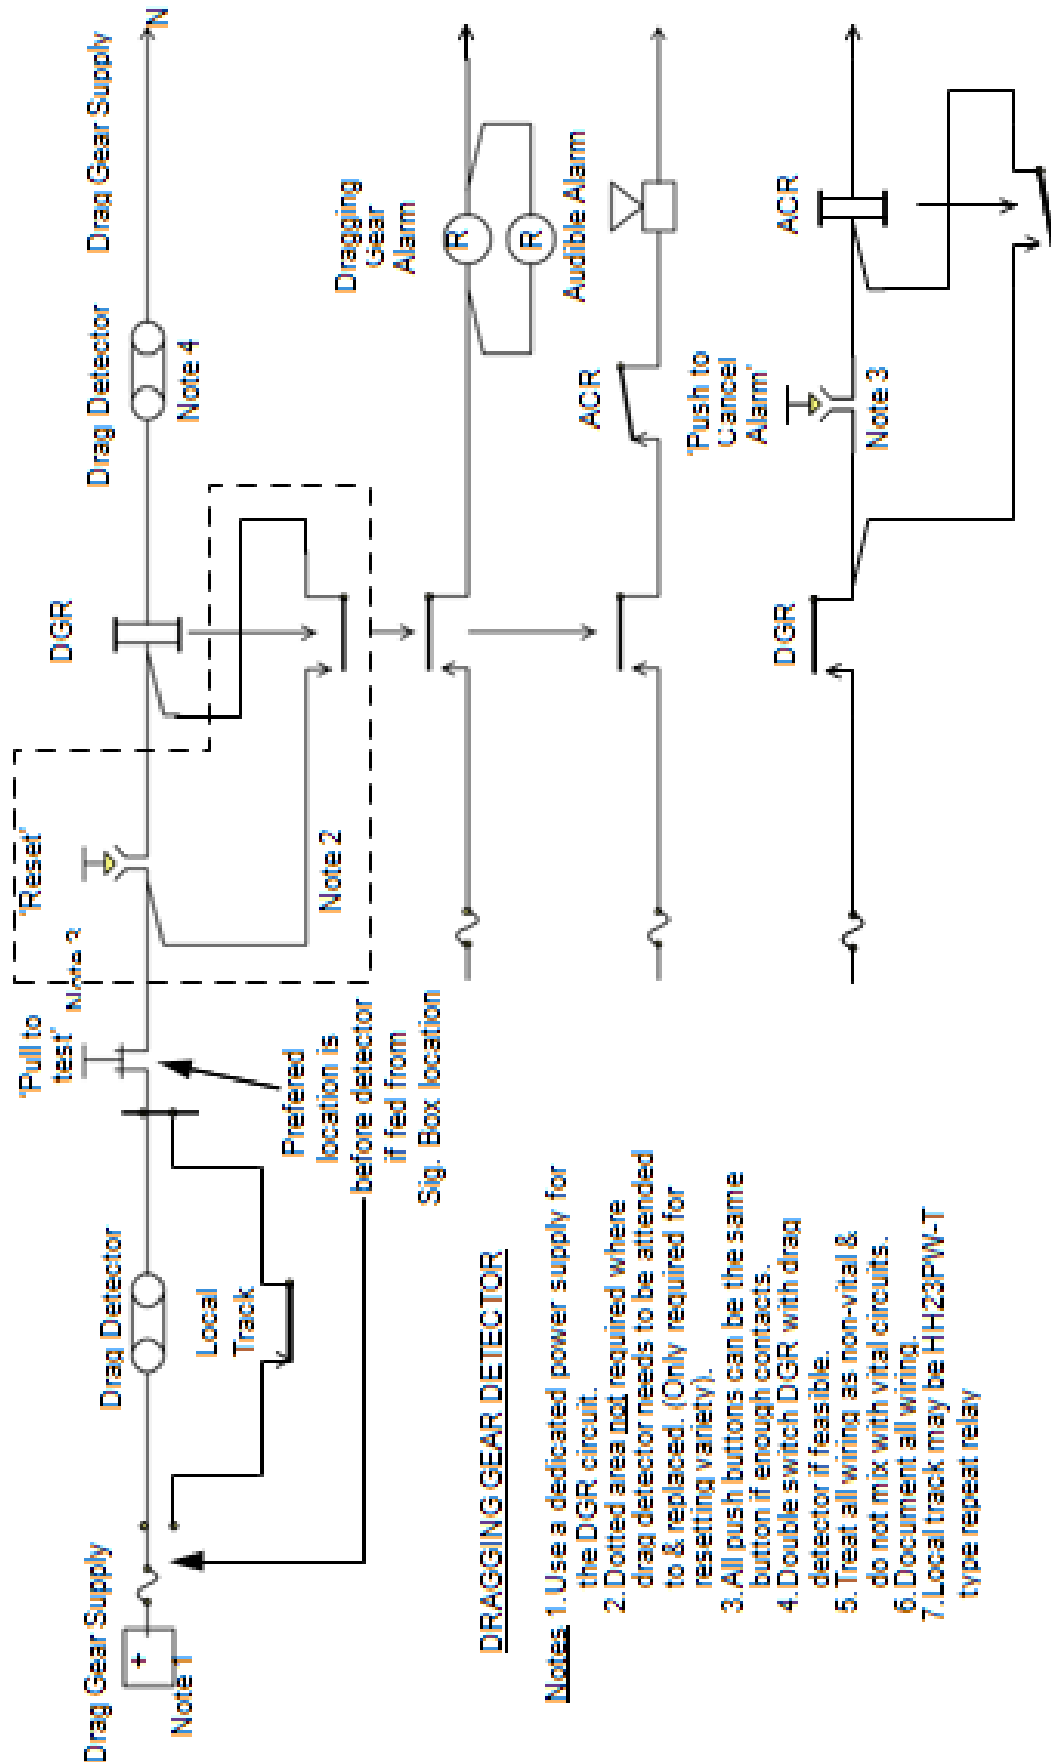 Drag Gear Supply
+
Note 1
Drag Detector
Local
Track
"Pull to
test"
Note 3
"Reset"
Note 2
DGR
Drag Detector
Note 4
Drag Gear Supply
N
Prefered
location is
before detector
if fed from
Sig. Box location
Dragging
Gear
Alarm
R
R
Audible Alarm
ACR
"Push to
Cancel
Alarm"
Note 3
DGR
ACR
DRAGGING GEAR DETECTOR
Notes 1.Use a dedicated power supply for
the DGR circuit.
2.Dotted area not required where
drag detector needs to be attended
to & replaced. (Only required for
resetting variety).
3.All push buttons can be the same
button if enough contacts.
4.Double switch DGR with drag
detector if feasible.
5.Treat all wiring as non-vital &
do not mix with vital circuits.
6.Document all wiring.
7.Local track may be HH23PW-T
type repeat relay